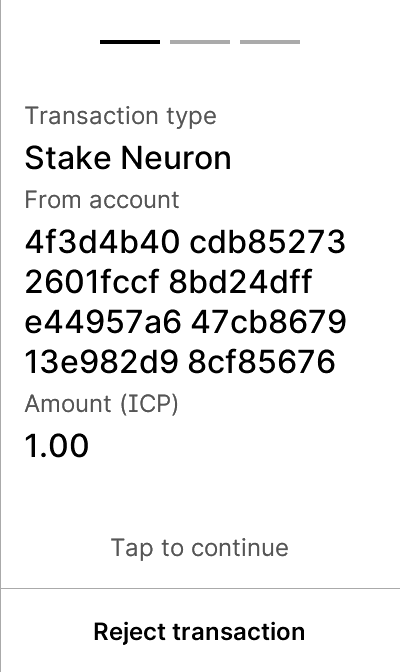 Transaction type
Stake Neuron
From account
4f3d4b40 cdb85273
2601fccf 8bd24dff
e44957a6 47cb8679
13e982d9 8cf85676
Amount (ICP)
1.00
Tap to continue
Reject transaction